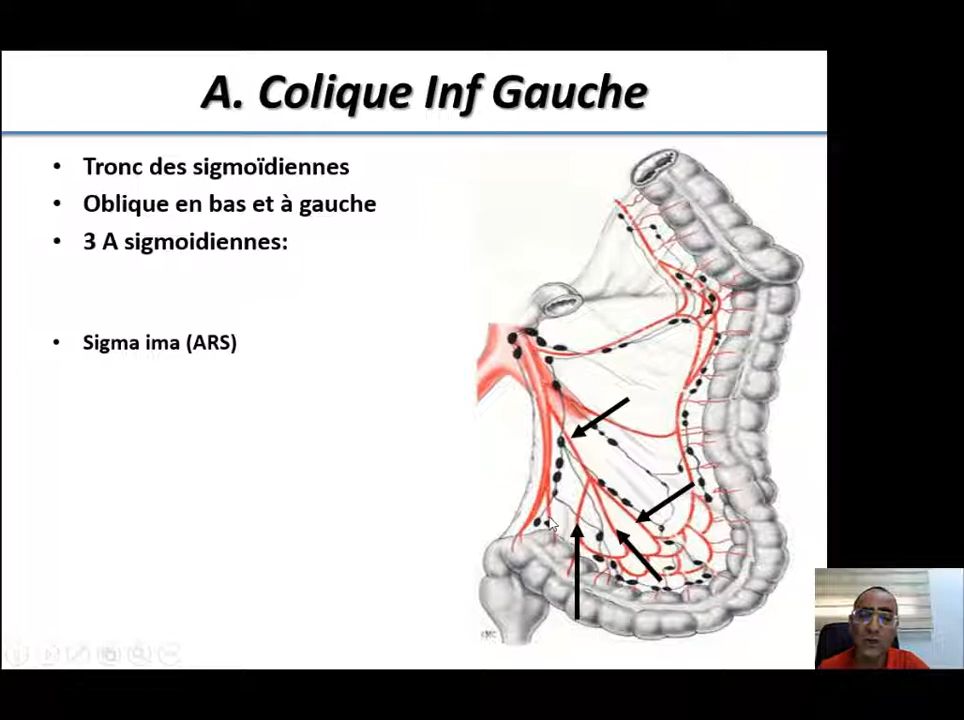 A. Colique Inf Gauche
• Tronc des sigmoïdiennes
• Oblique en bas et à gauche
• 3 A sigmoidiennes:
• Sigma ima (ARS)